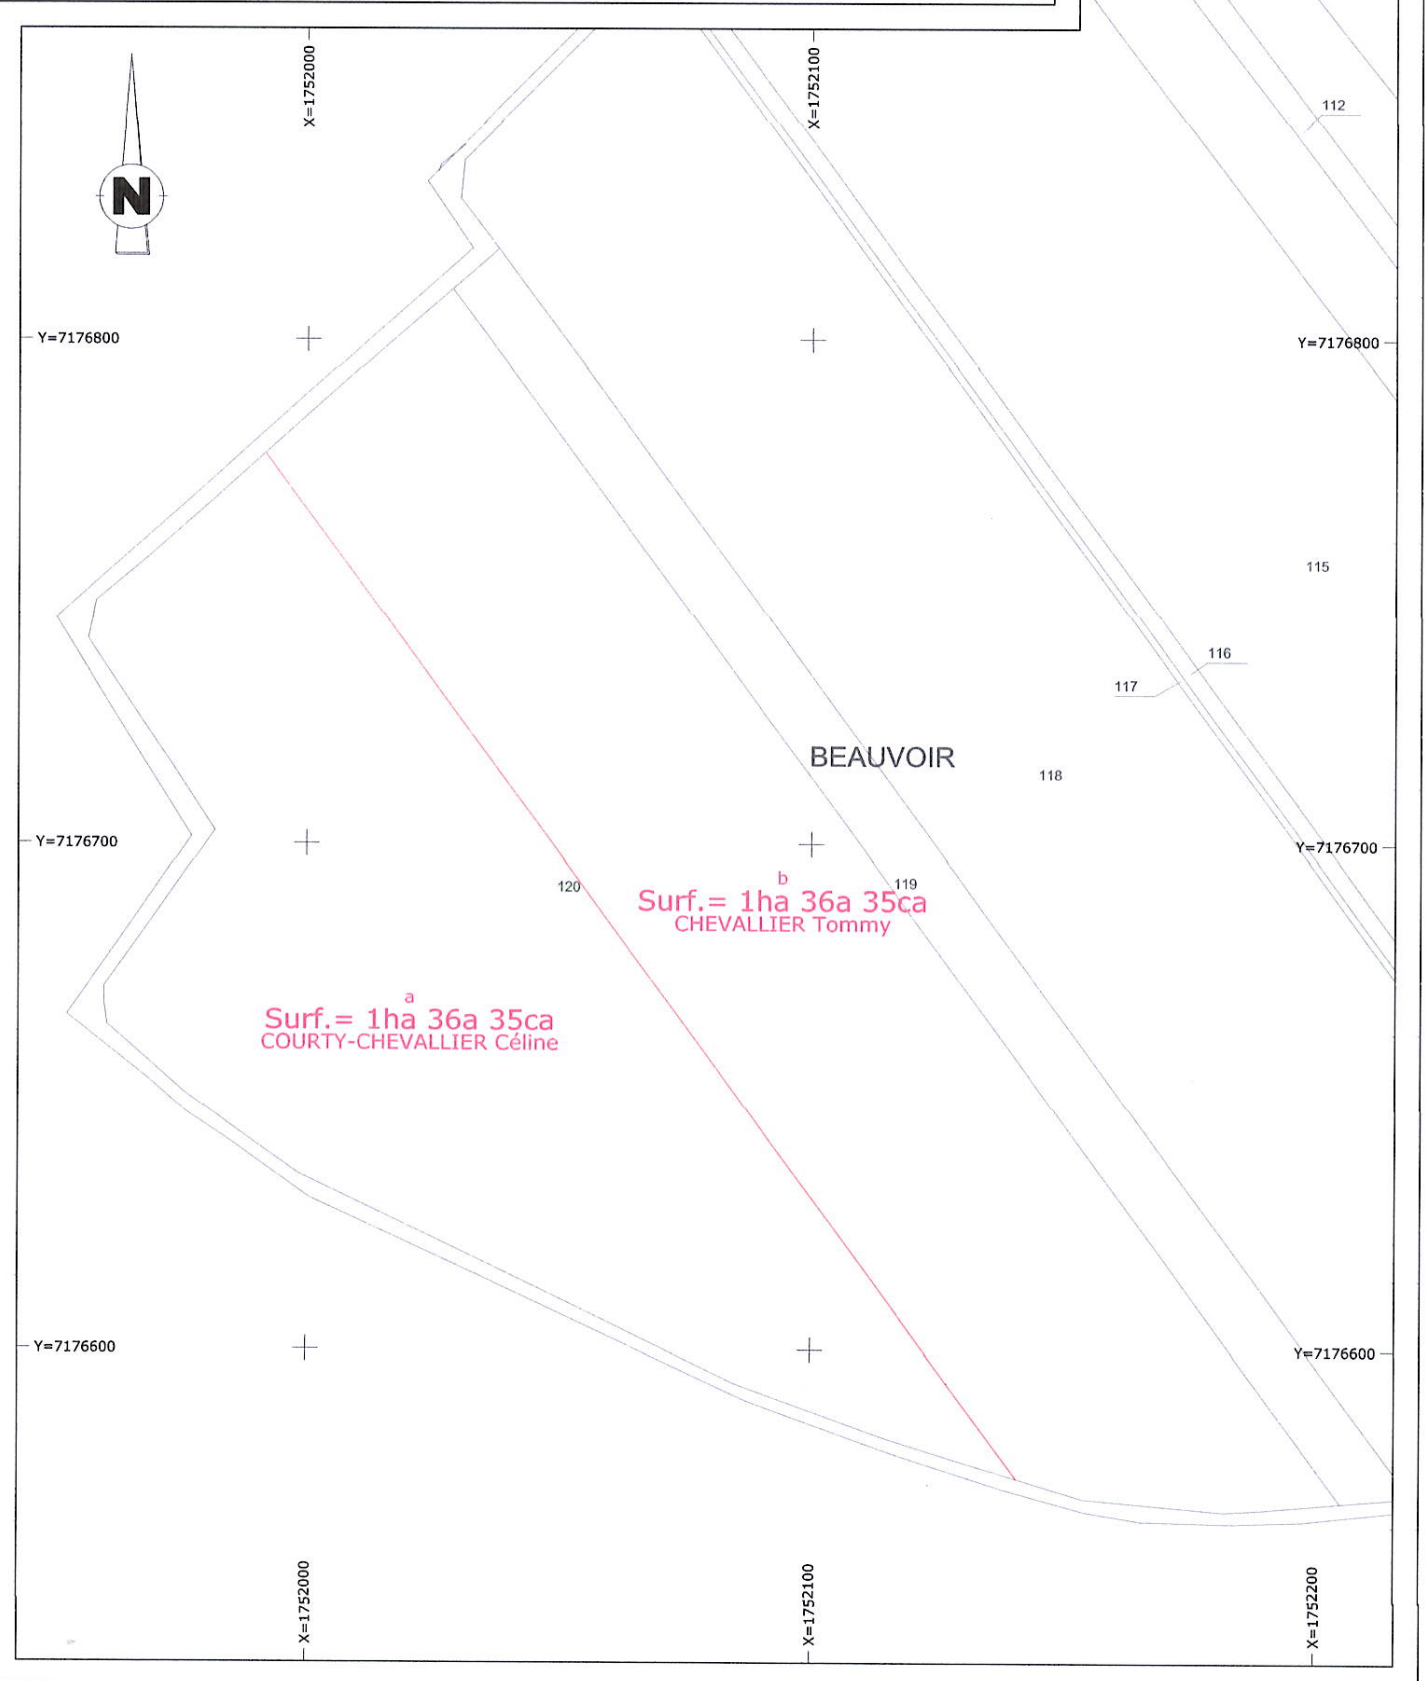 X=1752000
X=1752100
112
N
Y=7176800
Y=7176800
115
116
117
BEAUVOIR
118
Y=7176700
Y=7176700
b
119
120
Surf.= 1ha 36a 35ca
CHEVALLIER Tommy
a
Surf.= 1ha 36a 35ca
COURTY-CHEVALLIER Céline
Y=7176600
Y=7176600
X=1752000
X=1752100
X=1752200